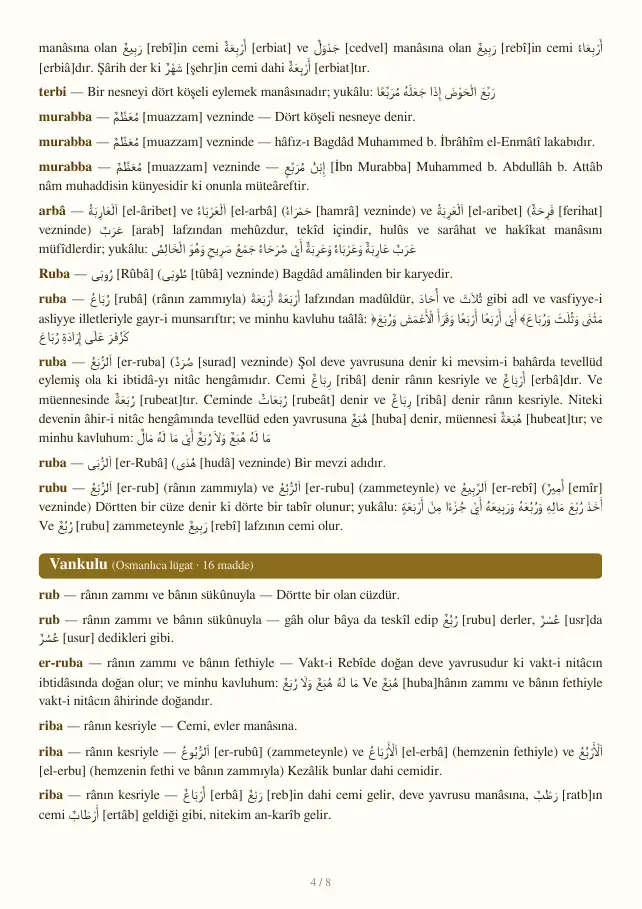 manâsına olan رَبِيعٌ [rebî]in cemi أَرْبِعَةٌ [erbiat] ve جَدْوَلٌ [cedvel] manâsına olan رَبِيعٌ [rebî]in cemi أَرْبِعَاءُ
[erbiâ]dır. Şârih der ki شَهْرٌ [şehr]in cemi dahi أَرْبِعَةٌ [erbiat]tır.
terbi — Bir nesneyi dört köşeli eylemek manâsınadır; yukâlu: رَبَّعَ الْحَوْضَ إِذَا جَعَلَهُ مُرَبَّعًا
murabba — مُعَظَّمٌ [muazzam] vezninde — Dört köşeli nesneye denir.
murabba — مُعَظَّمٌ [muazzam] vezninde — hâfız-ı Bagdâd Muhammed b. İbrâhîm el-Enmâtî lakabıdır.
murabba — مُعَظَّمٌ [muazzam] vezninde — إِبْنُ مُرَبَّعٍ [İbn Murabba] Muhammed b. Abdullâh b. Attâb
nâm muhaddisin künyesidir ki onunla müteâreftir.
arbâ — اَلْعَارِبَةُ [el-âribet] ve اَلْعَرْبَاءُ [el-arbâ] (حَمْرَاءُ [hamrâ] vezninde) ve اَلْعَرِبَةُ [el-aribet] (فَرِحَةٌ [ferihat]
vezninde) عَرَبٌ [arab] lafzından mehûzdur, tekîd içindir, hulûs ve sarâhat ve hakîkat manâsını
müfîdlerdir; yukâlu: عَرَبٌ عَارِبَةٌ وَعَرْبَاءُ وَعَرِبَةٌ أَيْ صُرَحَاءُ جَمْعُ صَرِيحٍ وَهُوَ الْخَالِصُ
Ruba — رُوبَى [Rûbâ] (طُوبَى [tûbâ] vezninde) Bagdâd amâlinden bir karyedir.
ruba — رُبَاعُ [rubâ] (rânın zammıyla) أَرْبَعَةً أَرْبَعَةً lafzından madûldür, أُحَادَ ve ثُلَاثَ gibi adl ve vasfiyye-i
asliyye illetleriyle gayr-i munsarıftır; ve minhu kavluhu taâlâ: ﴿مَثْنَى وَثُلَثَ وَرُبَاعَ﴾ أَيْ أَرْبَعًا أَرْبَعًا وَقَرَأَ الْأَعْمَشُ وَرُبَعَ
كَزُفَرَ عَلَى إِرَادَةِ رُبَاعَ
ruba — اَلرُّبَعُ [er-ruba] (صُرَدٌ [surad] vezninde) Şol deve yavrusuna denir ki mevsim-i bahârda tevellüd
eylemiş ola ki ibtidâ-yı nitâc hengâmıdır. Cemi رِبَاعٌ [ribâ] denir rânın kesriyle ve أَرْبَاعٌ [erbâ]dır. Ve
müennesinde رُبَعَةٌ [rubeat]tır. Ceminde رُبَعَاتٌ [rubeât] denir ve رِبَاعٌ [ribâ] denir rânın kesriyle. Niteki
devenin âhir-i nitâc hengâmında tevellüd eden yavrusuna هُبَعٌ [huba] denir, müennesi هُبَعَةٌ [hubeat]tır; ve
minhu kavluhum: مَا لَهُ هُبَعٌ وَلَا رُبَعٌ أَيْ مَا لَهُ مَالٌ
ruba — اَلرُّبَى [er-Rubâ] (هُدَى [hudâ] vezninde) Bir mevzi adıdır.
rubu — اَلرُّبْعُ [er-rub] (rânın zammıyla) ve اَلرُّبُعُ [er-rubu] (zammeteynle) ve اَلرَّبِيعُ [er-rebî] (أَمِيرٌ [emîr]
vezninde) Dörtten bir cüze denir ki dörte bir tabîr olunur; yukâlu: أَخَذَ رُبْعَ مَالِهِ وَرُبُعَهُ وَرَبِيعَهُ أَيْ جُزْءًا مِنْ أَرْبَعَةٍ
Ve رُبُعٌ [rubu] zammeteynle رَبِيعٌ [rebî] lafzının cemi olur.
Vankulu (Osmanlıca lügat · 16 madde)
rub — rânın zammı ve bânın sükûnuyla — Dörtte bir olan cüzdür.
rub — rânın zammı ve bânın sükûnuyla — gâh olur bâya da teskîl edip رُبُعٌ [rubu] derler, عُسْرٌ [usr]da
عُسُرٌ [usur] dedikleri gibi.
er-ruba — rânın zammı ve bânın fethiyle — Vakt-i Rebîde doğan deve yavrusudur ki vakt-i nitâcın
ibtidâsında doğan olur; ve minhu kavluhum: مَا لَهُ هُبَعٌ وَلَا رُبَعٌ Ve هُبَعٌ [huba]hânın zammı ve bânın fethiyle
vakt-i nitâcın âhirinde doğandır.
riba — rânın kesriyle — Cemi, evler manâsına.
riba — rânın kesriyle — اَلرُّبُوعُ [er-rubû] (zammeteynle) ve اَلْأَرْبَاعُ [el-erbâ] (hemzenin fethiyle) ve اَلْأَرْبُعُ
[el-erbu] (hemzenin fethi ve bânın zammıyla) Kezâlik bunlar dahi cemidir.
riba — rânın kesriyle — أَرْبَاعٌ [erbâ] رَبَعٌ [reb]in dahi cemi gelir, deve yavrusu manâsına, رَطْبٌ [ratb]ın
cemi أَرْطَابٌ [ertâb] geldiği gibi, nitekim an-karîb gelir.
4 / 8